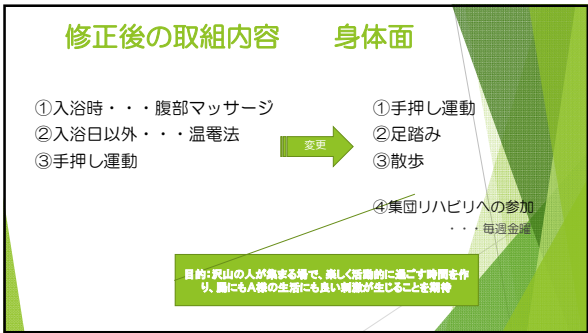 修正後の取組内容　　身体面
①入浴時・・・腹部マッサージ
②入浴日以外・・・温罨法
③手押し運動
変更
①手押し運動
②足踏み
③散歩
④集団リハビリへの参加
・・・毎週金曜
目的：沢山の人が集まる場で、楽しく活動的に過ごす時間を作
り、腸にもA様の生活にも良い刺激が生じることを期待